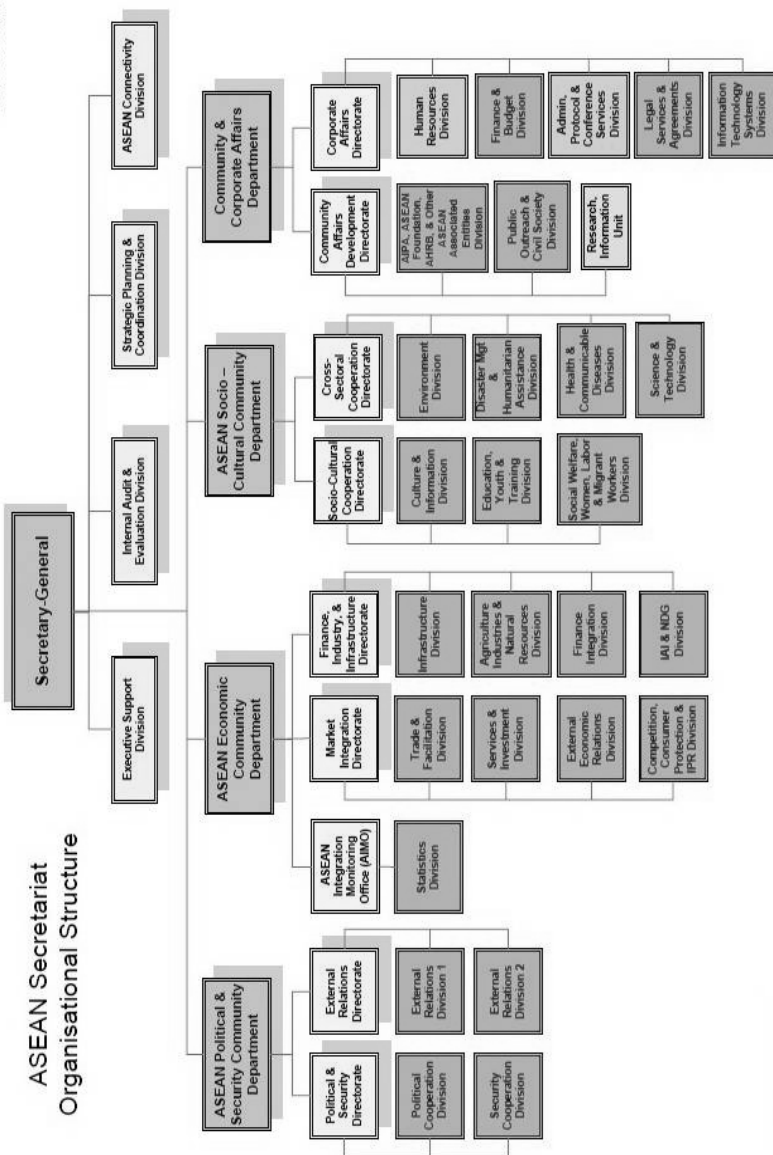 ASEAN Secretariat
Organisational Structure
Secretary-General
Executive Support
Division
Internal Audit &
Evaluation Division
Strategic Planning &
Coordination Division
ASEAN Connectivity
Division
ASEAN Political &
Security Community
Department
ASEAN Economic
Community
Department
ASEAN Socio –
Cultural Community
Department
Community &
Corporate Affairs
Department
Political &
Security
Directorate
Political
Cooperation
Division
Security
Cooperation
Division
External
Relations
Directorate
External
Relations
Division 1
External
Relations
Division 2
ASEAN
Integration
Monitoring
Office (AIMO)
Statistics
Division
Market
Integration
Directorate
Trade &
Facilitation
Division
Services &
Investment
Division
External
Economic
Relations
Division
Competition,
Consumer
Protection &
IPR Division
Finance,
Industry, &
Infrastructure
Directorate
Infrastructure
Division
Agriculture
Industries &
Natural
Resources
Division
Finance
Integration
Division
IAI & NDG
Division
Socio-Cultural
Cooperation
Directorate
Culture &
Information
Division
Education,
Youth &
Training
Division
Social Welfare,
Women, Labor
& Migrant
Workers
Division
Cross-
Sectoral
Cooperation
Directorate
Environment
Division
Disaster Mgt
&
Humanitarian
Assistance
Division
Health &
Communicable
Diseases
Division
Science &
Technology
Division
Community
Affairs
Development
Directorate
AIPA, ASEAN
Foundation,
AHRB, & Other
ASEAN
Associated
Entities
Division
Public
Outreach &
Civil Society
Division
Research,
Information
Unit
Corporate
Affairs
Directorate
Human
Resources
Division
Finance &
Budget
Division
Admin,
Protocol &
Conference
Services
Division
Legal
Services &
Agreements
Division
Information
Technology
Systems
Division